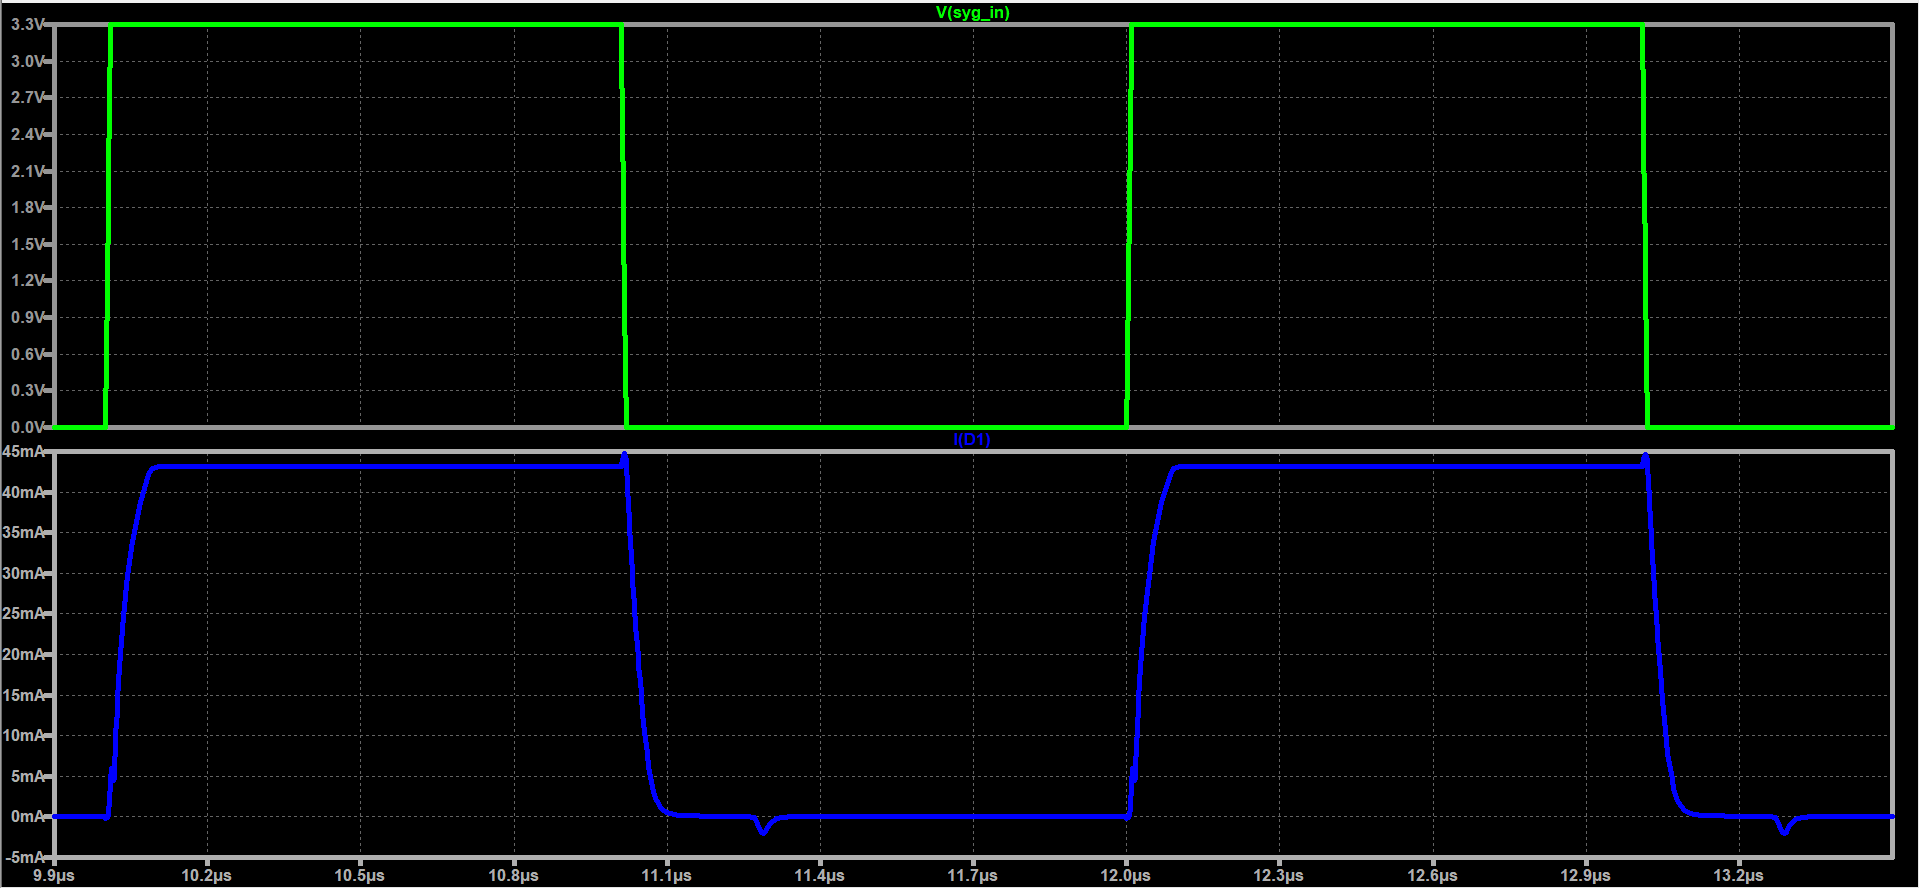 V(syg_in)
3.3V
3.0V
2.7V
2.4V
2.1V
1.8V
1.5V
1.2V
0.9V
0.6V
0.3V
0.0V
I(D1)
45mA
40mA
35mA
30mA
25mA
20mA
15mA
10mA
5mA
0mA
-5mA
9.9µs 10.2µs 10.5µs 10.8µs 11.1µs 11.4µs 11.7µs 12.0µs 12.3µs 12.6µs 12.9µs 13.2µs